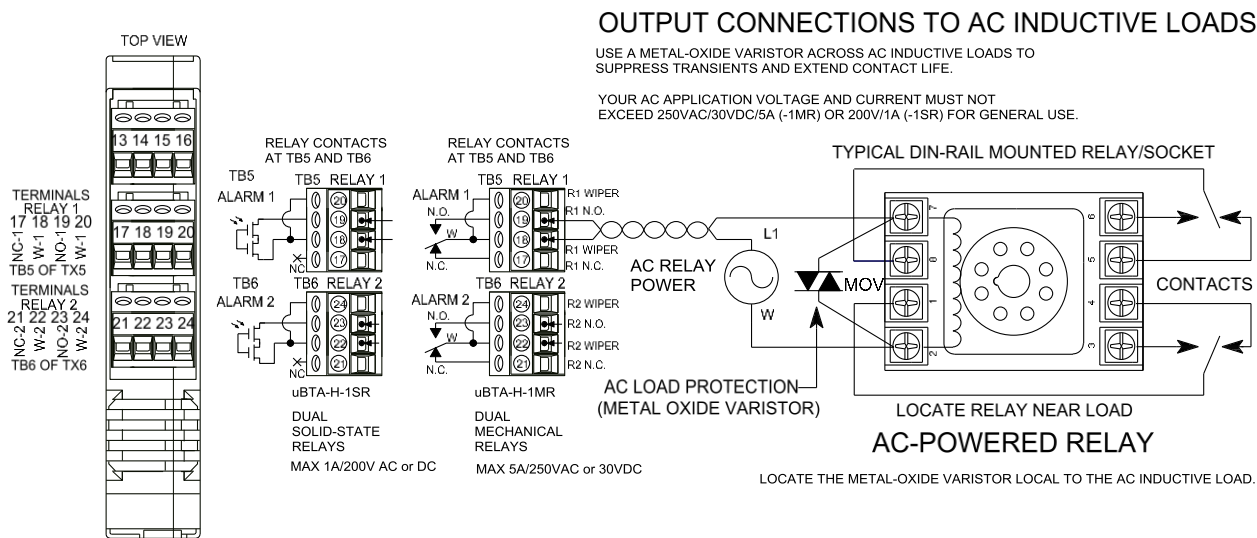 OUTPUT CONNECTIONS TO AC INDUCTIVE LOADS
USE A METAL-OXIDE VARISTOR ACROSS AC INDUCTIVE LOADS TO
SUPPRESS TRANSIENTS AND EXTEND CONTACT LIFE.
YOUR AC APPLICATION VOLTAGE AND CURRENT MUST NOT
EXCEED 250VAC/30VDC/5A (-1MR) OR 200V/1A (-1SR) FOR GENERAL USE.
TOP VIEW
13 14 15 16
17 18 19 20
21 22 23 24
TERMINALS
RELAY 1
17 18 19 20
NC-1 W-1 NO-1 W-1
TB5 OF TX5
TERMINALS
RELAY 2
21 22 23 24
NC-2 W-2 NO-2 W-2
TB6 OF TX6
RELAY CONTACTS
AT TB5 AND TB6
TB5
ALARM 1
TB5 RELAY 1
20
19
18
17
NC
TB6
ALARM 2
TB6 RELAY 2
24
23
22
21
NC
uBTA-H-1SR
DUAL
SOLID-STATE
RELAYS
MAX 1A/200V AC or DC
RELAY CONTACTS
AT TB5 AND TB6
TB5 RELAY 1
ALARM 1
N.O.
W
N.C.
20
19
18
17
R1 WIPER
R1 N.O.
R1 WIPER
R1 N.C.
TB6 RELAY 2
ALARM 2
N.O.
W
N.C.
24
23
22
21
R2 WIPER
R2 N.O.
R2 WIPER
R2 N.C.
uBTA-H-1MR
DUAL
MECHANICAL
RELAYS
MAX 5A/250VAC or 30VDC
TYPICAL DIN-RAIL MOUNTED RELAY/SOCKET
L1
AC RELAY
POWER
W
MOV
7
8
1
2
6
5
4
3
CONTACTS
AC LOAD PROTECTION
(METAL OXIDE VARISTOR)
LOCATE RELAY NEAR LOAD
AC-POWERED RELAY
LOCATE THE METAL-OXIDE VARISTOR LOCAL TO THE AC INDUCTIVE LOAD.